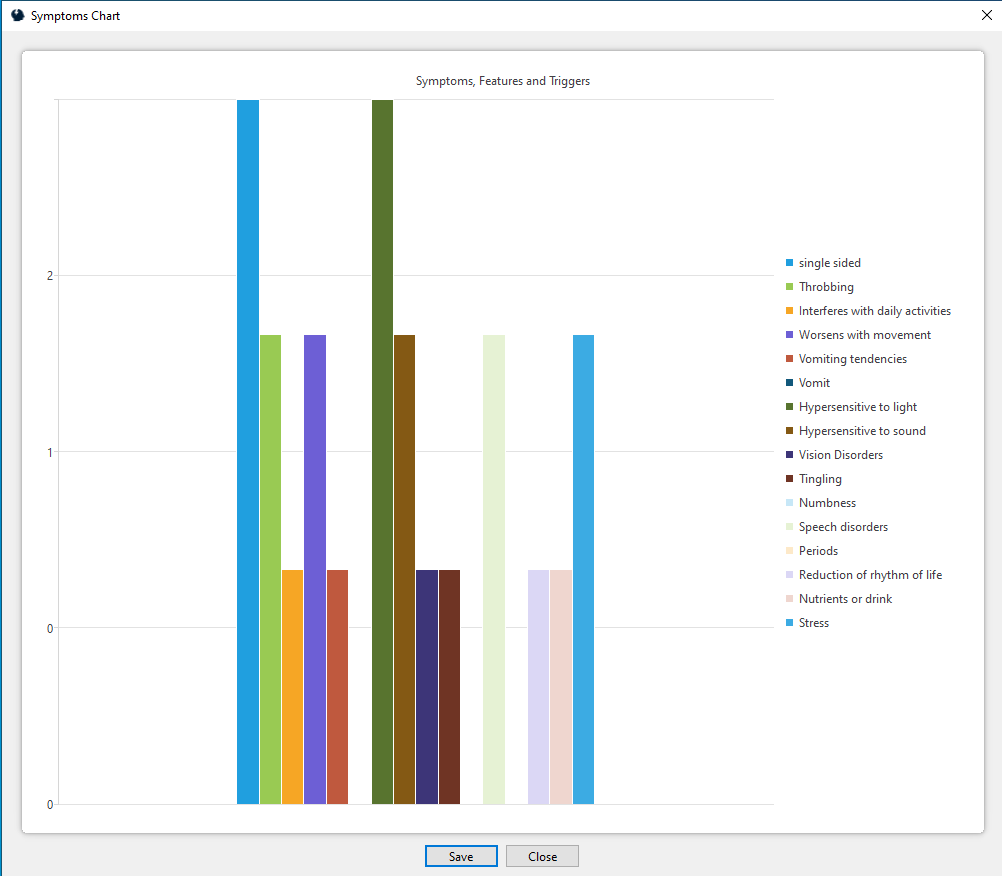 Symptoms Chart
Symptoms, Features and Triggers
2
1
0
0
single sided
Throbbing
Interferes with daily activities
Worsens with movement
Vomiting tendencies
Vomit
Hypersensitive to light
Hypersensitive to sound
Vision Disorders
Tingling
Numbness
Speech disorders
Periods
Reduction of rhythm of life
Nutrients or drink
Stress
Save
Close